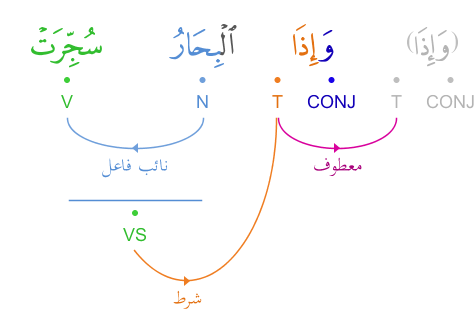 (وَإِذَا) وَإِذَا ٱلْبِحَارُ سُجِّرَتْ
CONJ T CONJ T N V
معطوف نائب فاعل
VS
شرط